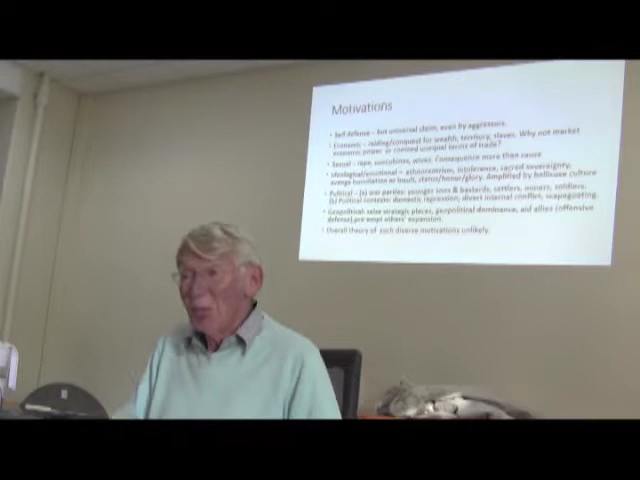 Motivations
• Self defense – but universal claim, even by aggressors.
• Economic – raiding/conquest for wealth, territory, slaves. Why not market
economic power or coerced unequal terms of trade?
• Sexual – rape, concubines, wives. Consequence more than cause
• Ideological/emotional – ethnocentrism, intolerance, sacred sovereignty,
avenge humiliation or insult, status/honor/glory. Amplified by bellicose culture
• Political – (a) war parties: younger sons & bastards, settlers, miners, soldiers.
(b) Political contexts: domestic repression, divert internal conflict, scapegoating.
• Geopolitical: seize strategic places, geopolitical dominance, aid allies (offensive
defense), pre-empt others' expansion.
• Overall theory of such diverse motivations unlikely.